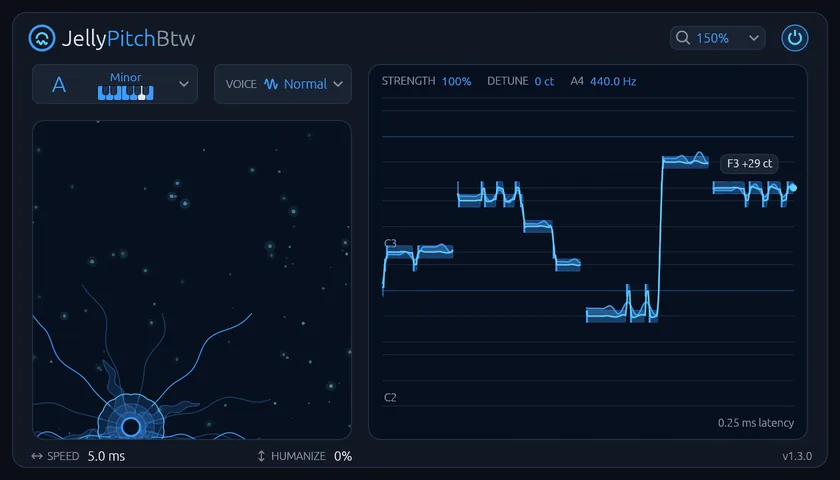 JellyPitchBtw
150%
A
Minor
VOICE Normal
STRENGTH 100% DETUNE 0 ct A4 440.0 Hz
F3 +29 ct
C3
C2
0.25 ms latency
SPEED 5.0 ms
HUMANIZE 0%
v1.3.0